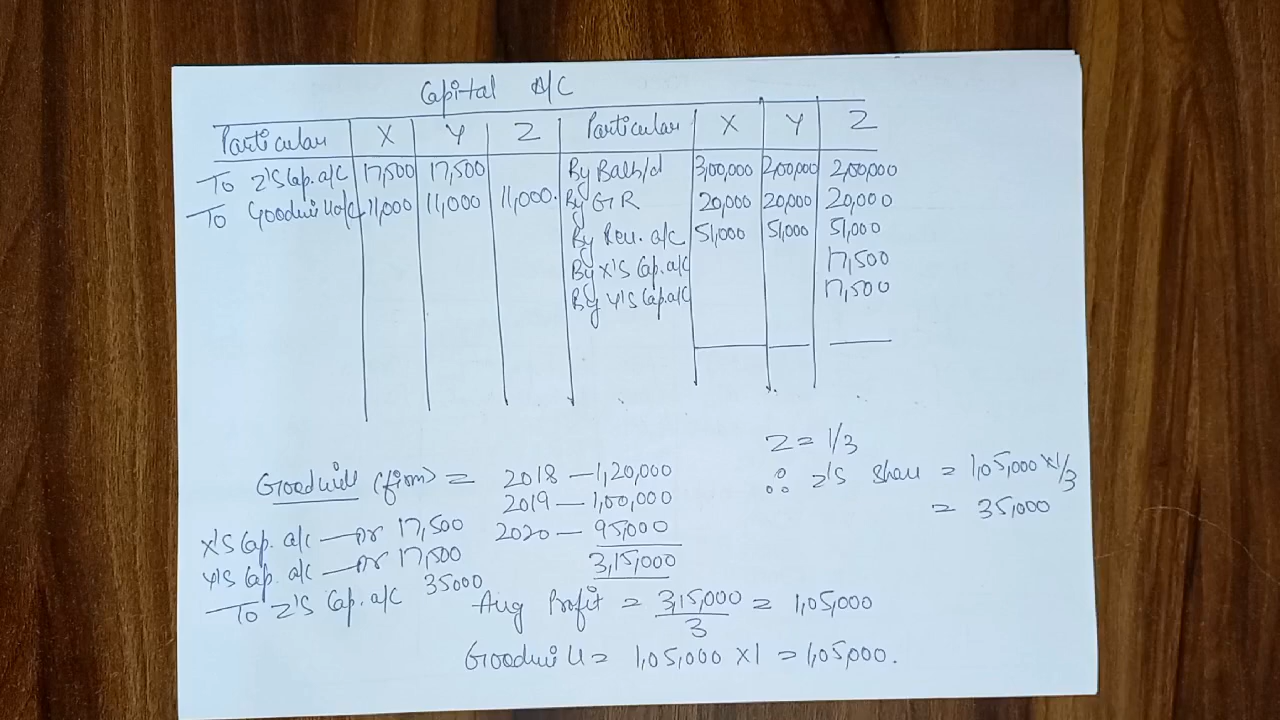 Capital A/C
Particular X Y Z Particular X Y Z
To Z'S Cap. a/c 17,500 17,500 By Bal b/d 3,00,000 2,00,000 2,00,000
To Goodwill a/c 11,000 11,000 11,000. By GR 20,000 20,000 20,000
By Rev. a/c 51,000 51,000 51,000
By X'S Cap. a/c 17,500
By Y'S Cap. a/c 17,500
Z = 1/3
Goodwill (firm) = 2018 — 1,20,000
∴ Z'S Share = 1,05,000 × 1/3
2019 — 1,00,000
= 35,000
X'S Cap. a/c — Dr 17,500
2020 — 95,000
Y'S Cap. a/c — Dr 17,500
3,15,000
To Z'S Cap. a/c 35000
Avg Profit = 3,15,000 = 1,05,000
3
Goodwill = 1,05,000 × 1 = 1,05,000.